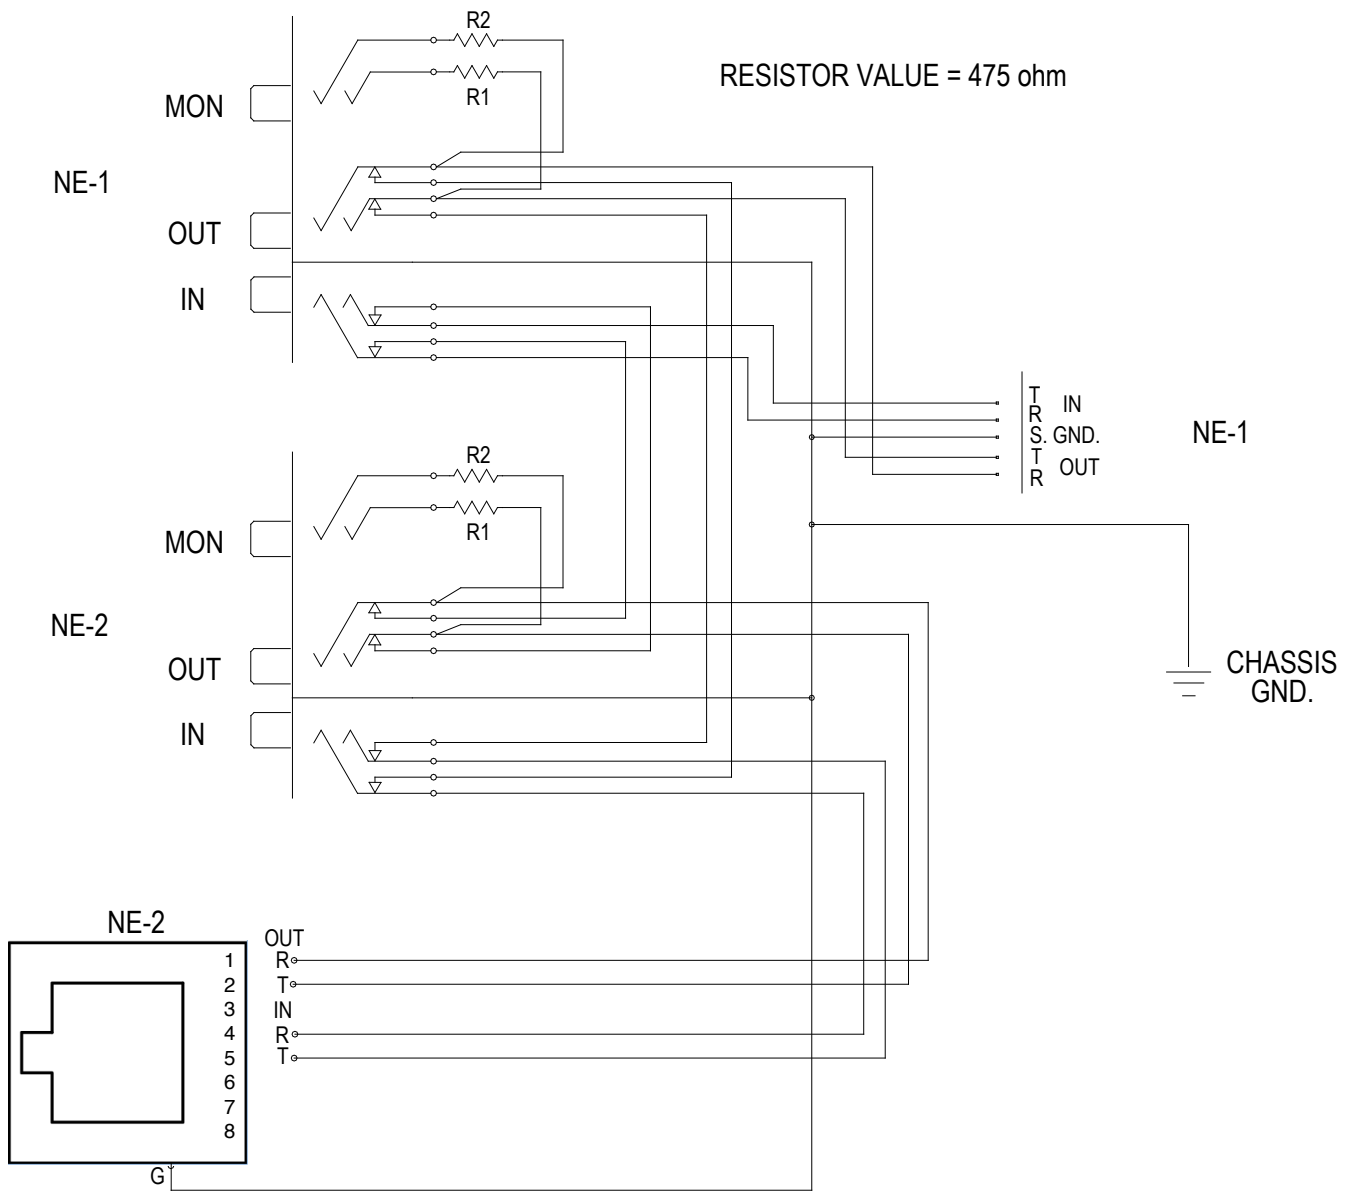 R2
RESISTOR VALUE = 475 ohm
R1
MON
NE-1
OUT
IN
T
R
IN
S. GND.
T
R
OUT
NE-1
R2
R1
MON
NE-2
OUT
IN
CHASSIS
GND.
NE-2
OUT
1 R
2 T
3 IN
4 R
5 T
6
7
8
G